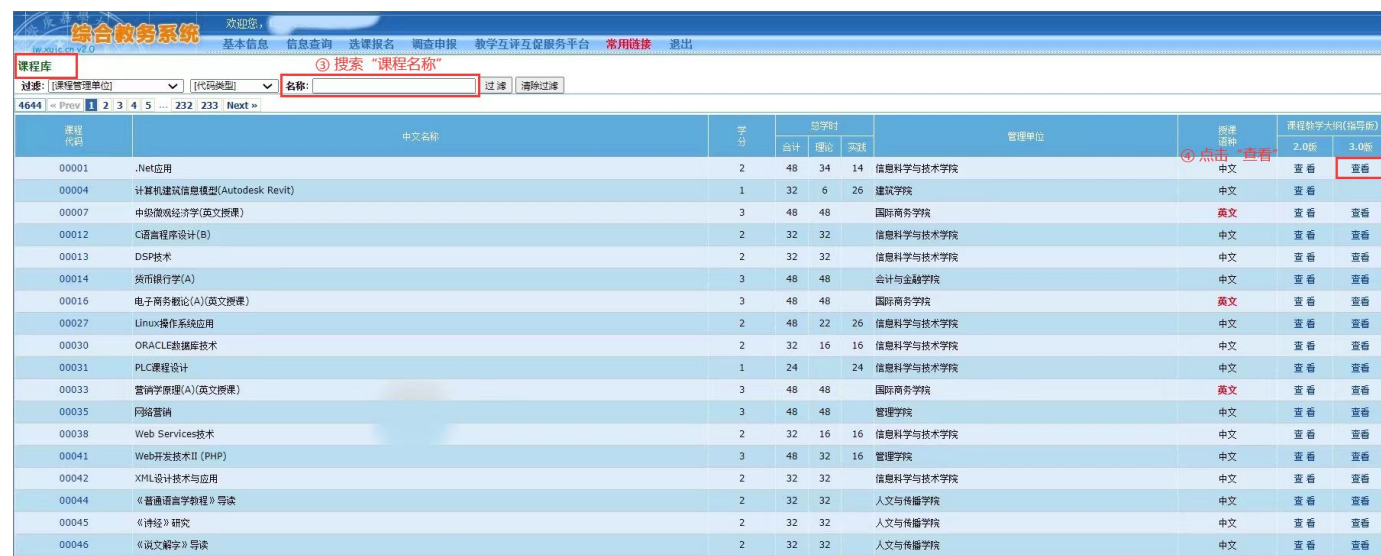 综合教务系统
jw.xujc.cn v2.0
欢迎您，
基本信息 信息查询 选课报名 调查申报 教学互评互促服务平台 常用链接 退出
课程库
③ 搜索“课程名称”
过滤: [课程管理单位] [代码类型] 名称: 过 滤 清除过滤
4644 « Prev 1 2 3 4 5 … 232 233 Next »
课程代码 中文名称 学分 总学时 管理单位 授课语种 课程教学大纲(指导版)
合计 理论 实践 2.0版 3.0版
④ 点击“查看”
00001 .Net应用 2 48 34 14 信息科学与技术学院 中文 查 看 查看
00004 计算机建筑信息模型(Autodesk Revit) 1 32 6 26 建筑学院 中文 查 看
00007 中级微观经济学(英文授课) 3 48 48 国际商务学院 英文 查 看 查看
00012 C语言程序设计(B) 2 32 32 信息科学与技术学院 中文 查 看 查看
00013 DSP技术 2 32 32 信息科学与技术学院 中文 查 看 查看
00014 货币银行学(A) 3 48 48 会计与金融学院 中文 查 看 查看
00016 电子商务概论(A)(英文授课) 3 48 48 国际商务学院 英文 查 看 查看
00027 Linux操作系统应用 2 48 22 26 信息科学与技术学院 中文 查 看 查看
00030 ORACLE数据库技术 2 32 16 16 信息科学与技术学院 中文 查 看 查看
00031 PLC课程设计 1 24 24 信息科学与技术学院 中文 查 看 查看
00033 营销学原理(A)(英文授课) 3 48 48 国际商务学院 英文 查 看 查看
00035 网络营销 3 48 48 管理学院 中文 查 看 查看
00038 Web Services技术 2 32 16 16 信息科学与技术学院 中文 查 看 查看
00041 Web开发技术II (PHP) 3 48 32 16 管理学院 中文 查 看 查看
00042 XML设计技术与应用 2 32 32 信息科学与技术学院 中文 查 看 查看
00044 《普通语言学教程》导读 2 32 32 人文与传播学院 中文 查 看 查看
00045 《诗经》研究 2 32 32 人文与传播学院 中文 查 看 查看
00046 《说文解字》导读 2 32 32 人文与传播学院 中文 查 看 查看